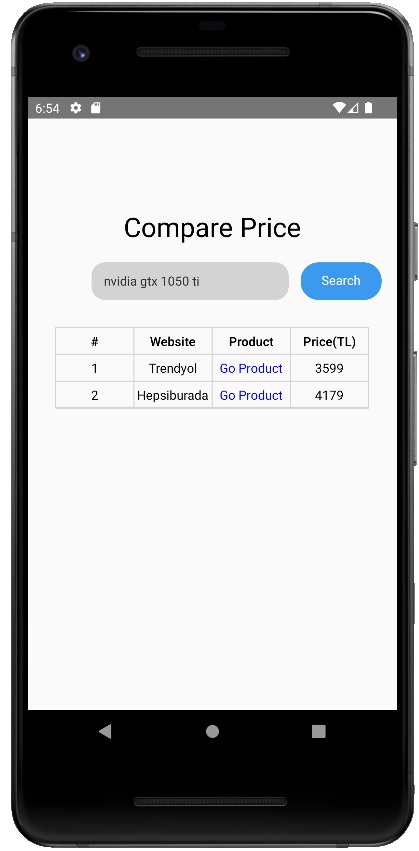 6:54
Compare Price
nvidia gtx 1050 ti Search
# Website Product Price(TL)
1 Trendyol Go Product 3599
2 Hepsiburada Go Product 4179